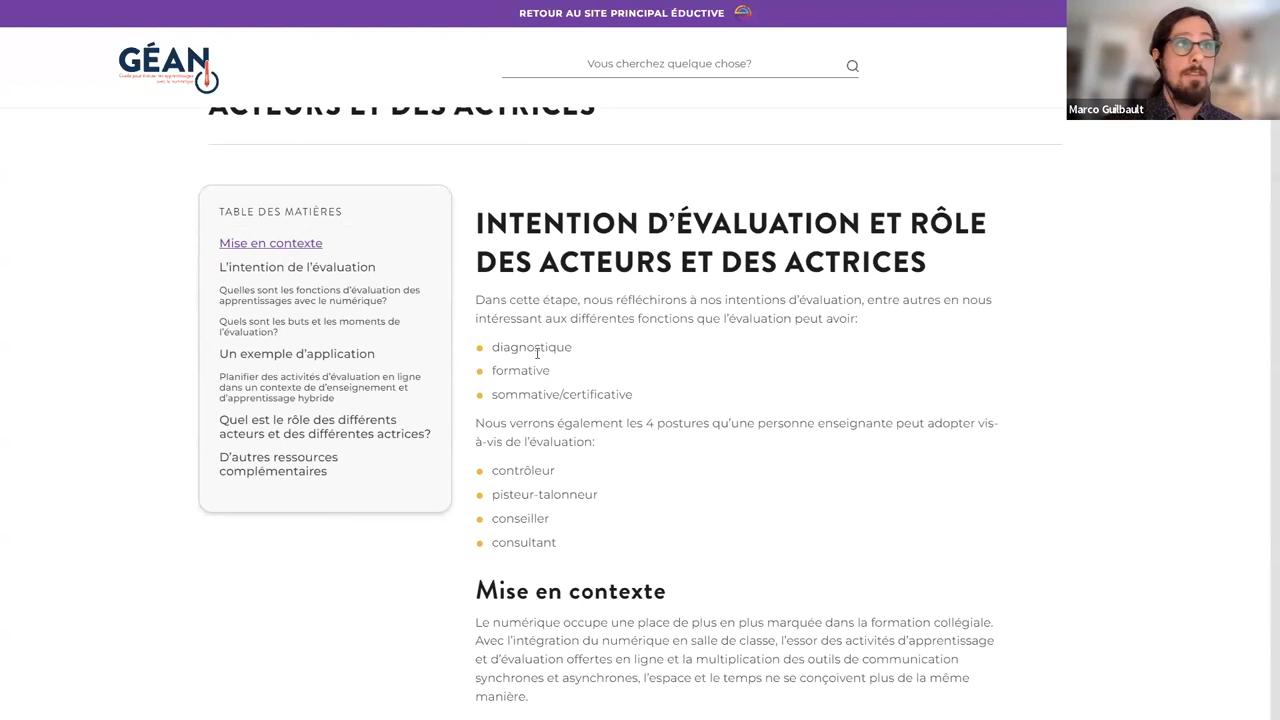 RETOUR AU SITE PRINCIPAL ÉDUCTIVE
GÉAN
Vous cherchez quelque chose?
Marco Guilbault
ACTEURS ET DES ACTRICES
TABLE DES MATIÈRES
Mise en contexte
L'intention de l'évaluation
Quelles sont les fonctions d'évaluation des
apprentissages avec le numérique?
Quels sont les buts et les moments de
l'évaluation?
Un exemple d'application
Planifier des activités d'évaluation en ligne
dans un contexte de d'enseignement et
d'apprentissage hybride
Quel est le rôle des différents
acteurs et des différentes actrices?
D'autres ressources
complémentaires
INTENTION D'ÉVALUATION ET RÔLE
DES ACTEURS ET DES ACTRICES
Dans cette étape, nous réfléchirons à nos intentions d'évaluation, entre autres en nous
intéressant aux différentes fonctions que l'évaluation peut avoir:
diagnostique
formative
sommative/certificative
Nous verrons également les 4 postures qu'une personne enseignante peut adopter vis-
à-vis de l'évaluation:
contrôleur
pisteur-talonneur
conseiller
consultant
Mise en contexte
Le numérique occupe une place de plus en plus marquée dans la formation collégiale.
Avec l'intégration du numérique en salle de classe, l'essor des activités d'apprentissage
et d'évaluation offertes en ligne et la multiplication des outils de communication
synchrones et asynchrones, l'espace et le temps ne se conçoivent plus de la même
manière.